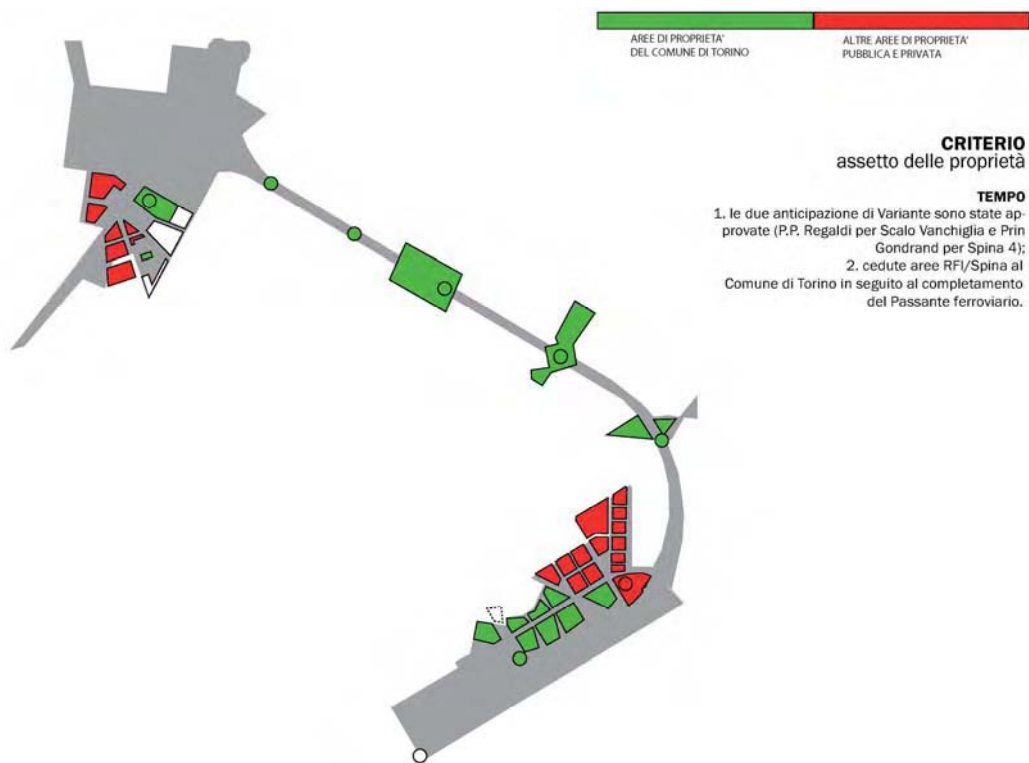 AREE DI PROPRIETA'
DEL COMUNE DI TORINO
ALTRE AREE DI PROPRIETA'
PUBBLICA E PRIVATA
CRITERIO
assetto delle proprietà
TEMPO
1. le due anticipazione di Variante sono state ap-
provate (P.P. Regaldi per Scalo Vanchiglia e Prin
Gondrand per Spina 4);
2. cedute aree RFI/Spina al
Comune di Torino in seguito al completamento
del Passante ferroviario.